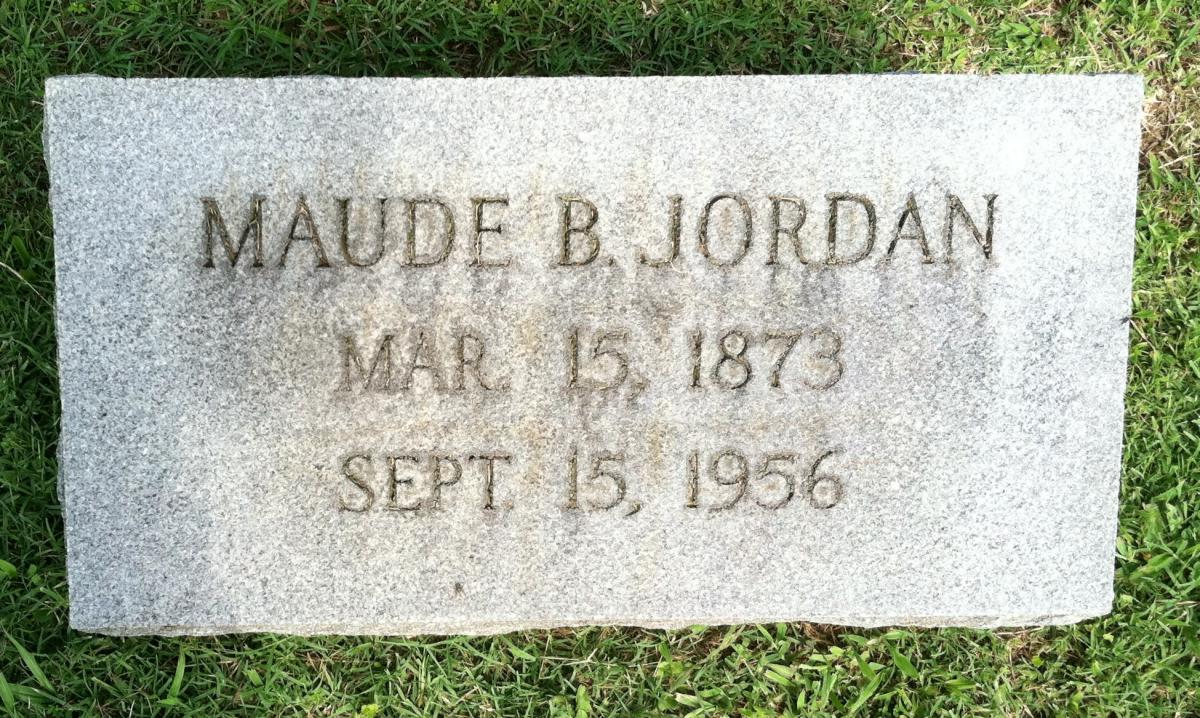 MAUDE B. JORDAN
MAR. 15, 1873
SEPT. 15, 1956